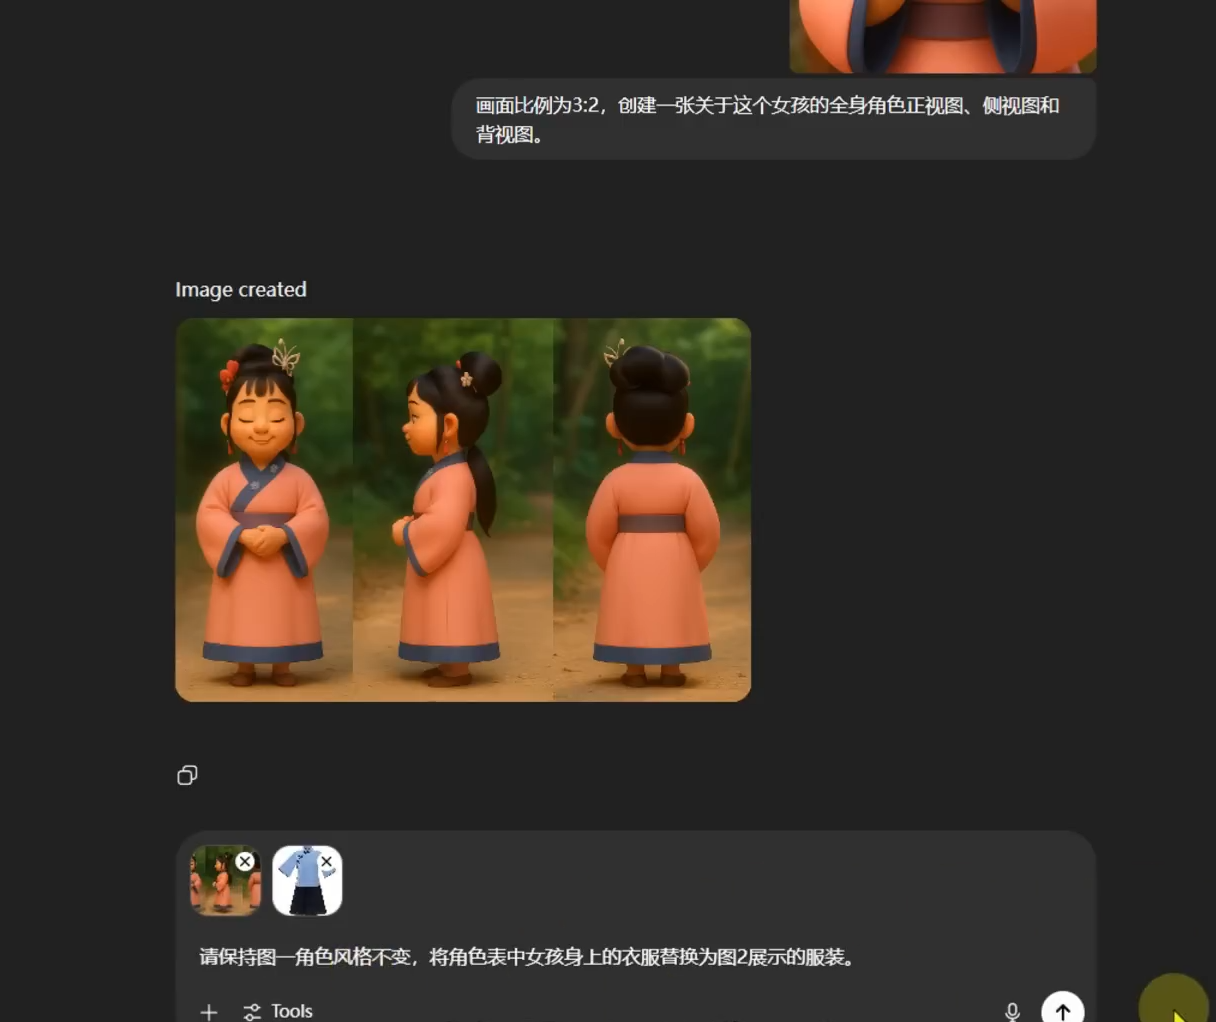 画面比例为3:2，创建一张关于这个女孩的全身角色正视图、侧视图和
背视图。
Image created
请保持图一角色风格不变，将角色表中女孩身上的衣服替换为图2展示的服装。
Tools